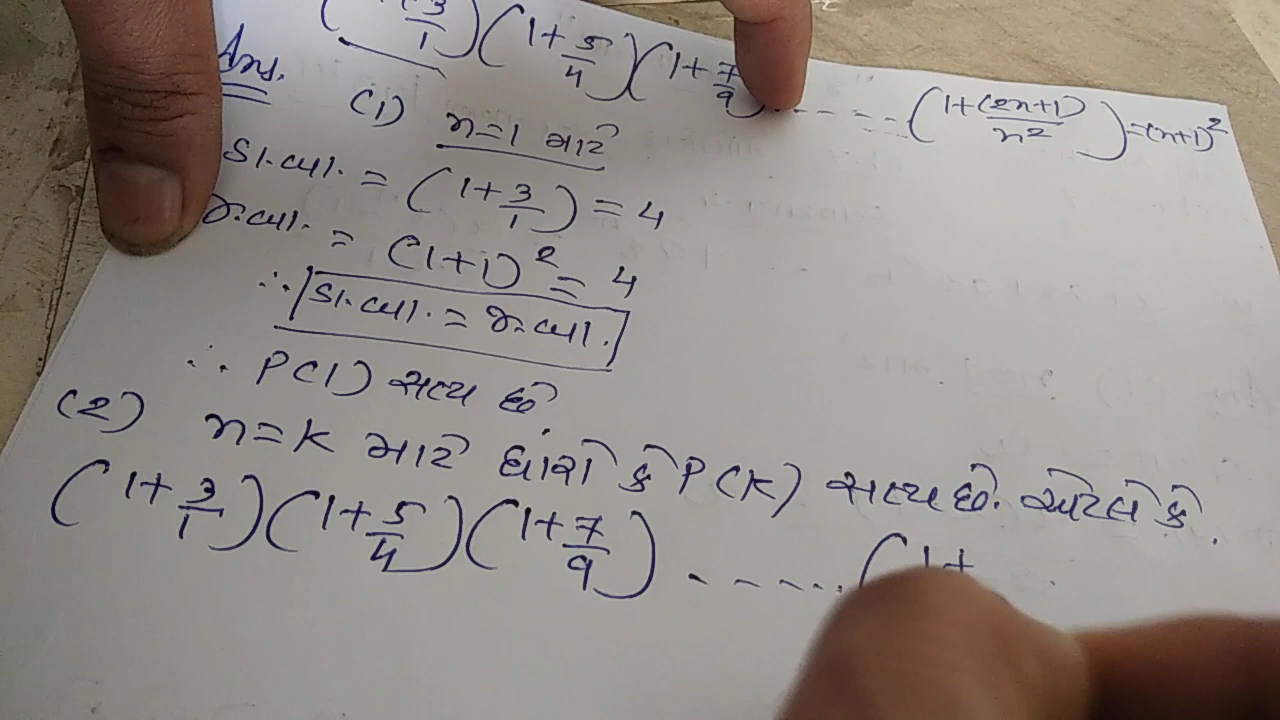 (1+3/1)(1+5/4)(1+7/9).....(1+(2n+1)/n²)=(n+1)²
Ans.
(1) n=1 માટે
ડા.બા. = (1+3/1) = 4
જ.બા. = (1+1)² = 4
∴ ડા.બા. = જ.બા.
∴ P(1) સત્ય છે
(2) n=k માટે ધારો કે P(k) સત્ય છે. એટલે કે.
(1+3/1)(1+5/4)(1+7/9).....(1+